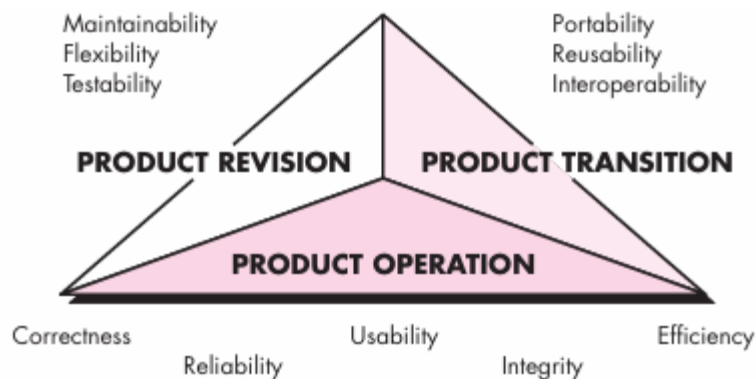 Maintainability
Flexibility
Testability
Portability
Reusability
Interoperability
PRODUCT REVISION
PRODUCT TRANSITION
PRODUCT OPERATION
Correctness
Usability
Efficiency
Reliability
Integrity